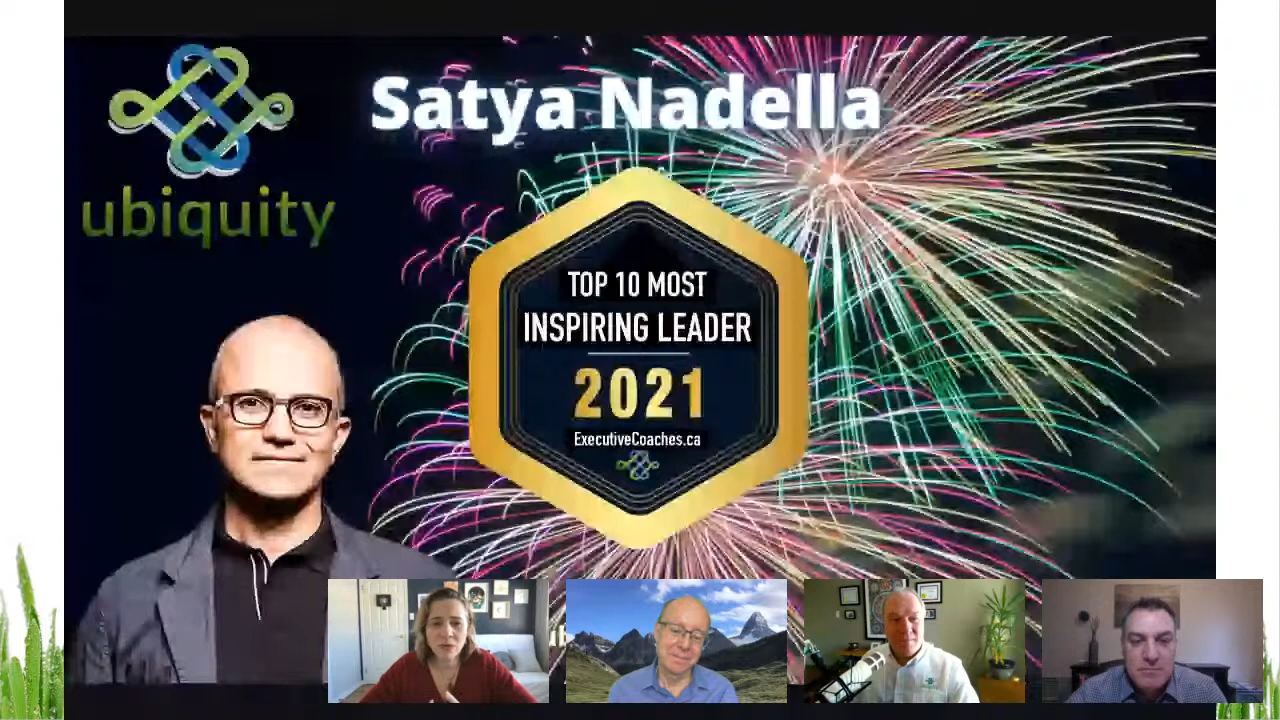 Satya Nadella
ubiquity
TOP 10 MOST
INSPIRING LEADER
2021
ExecutiveCoaches.ca